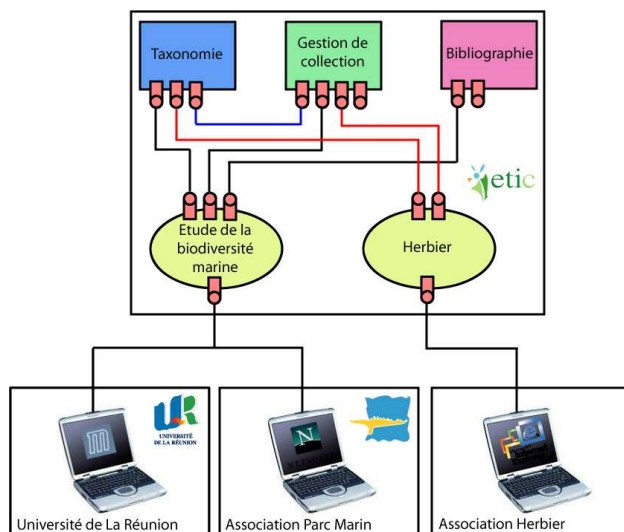 Taxonomie
Gestion de
collection
Bibliographie
etic
Etude de la
biodiversité
marine
Herbier
UR
UNIVERSITÉ
DE LA RÉUNION
N
Université de La Réunion
Association Parc Marin
Association Herbier